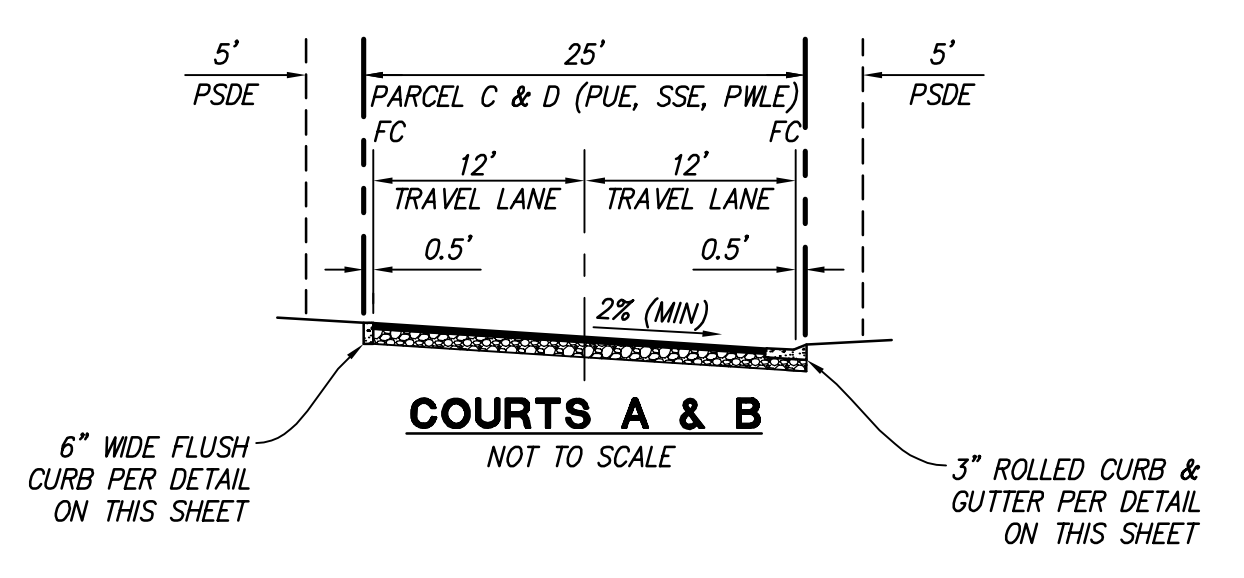 5' 25' 5'
PSDE PARCEL C & D (PUE, SSE, PWLE) PSDE
FC FC
12' 12'
TRAVEL LANE TRAVEL LANE
0.5' 0.5'
2% (MIN)
COURTS A & B
NOT TO SCALE
6" WIDE FLUSH
CURB PER DETAIL
ON THIS SHEET
3" ROLLED CURB &
GUTTER PER DETAIL
ON THIS SHEET